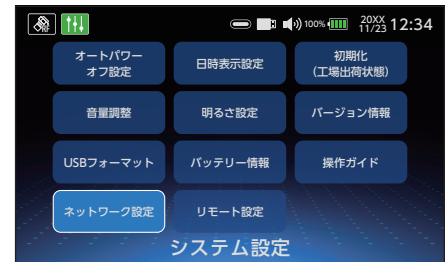 100% 20XX 11/23 12:34
オートパワー
オフ設定
日時表示設定
初期化
(工場出荷状態)
音量調整
明るさ設定
バージョン情報
USBフォーマット
バッテリー情報
操作ガイド
ネットワーク設定
リモート設定
システム設定